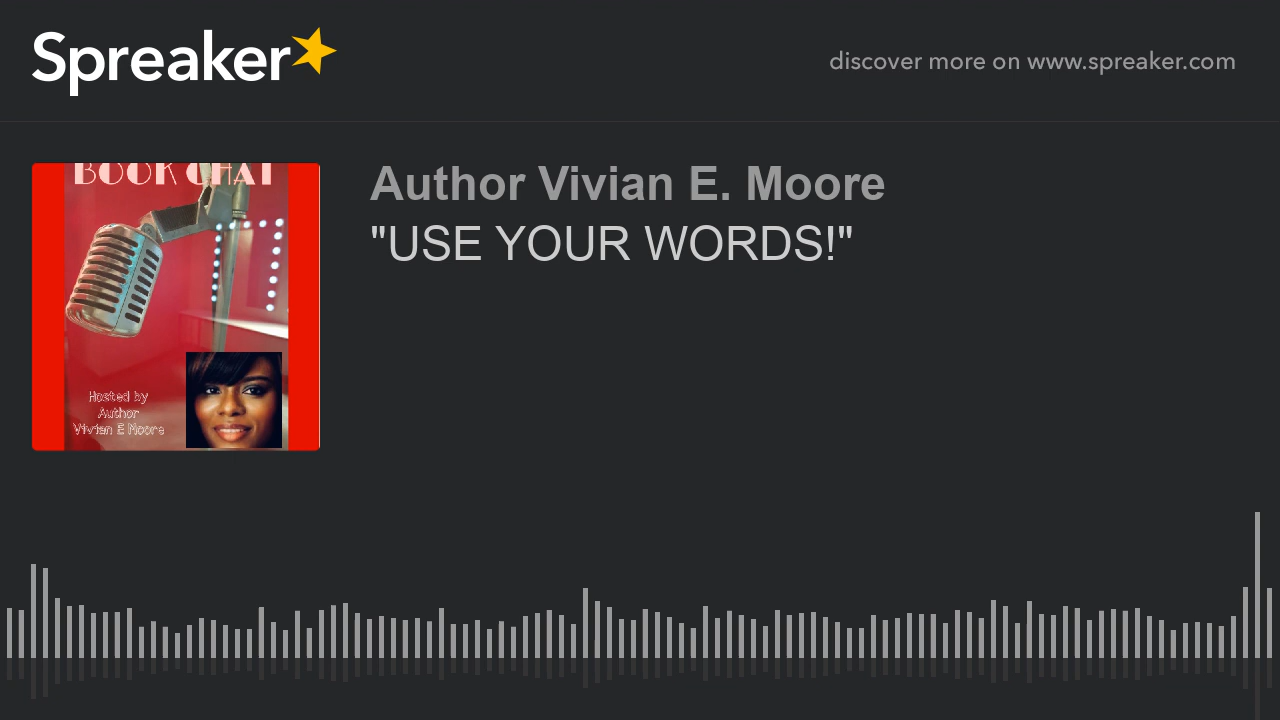 Spreaker
discover more on www.spreaker.com
BOOK CHAT
Author Vivian E. Moore
"USE YOUR WORDS!"
Hosted by
Author
Vivian E Moore